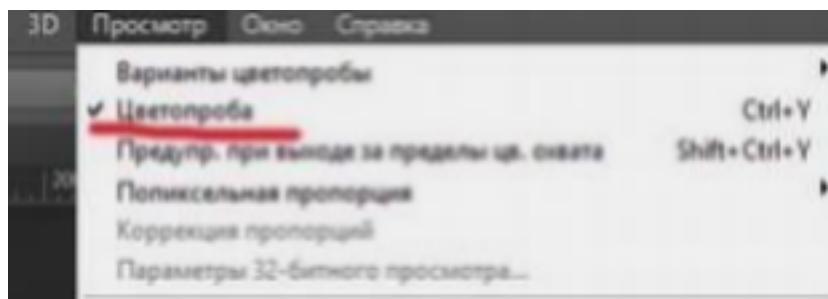 3D Просмотр Окно Справка
Варианты цветопробы
✓ Цветопроба Ctrl+Y
Предупр. при выходе за пределы цв. охвата Shift+Ctrl+Y
Попиксельная пропорция
Коррекция пропорций
Параметры 32-битного просмотра...